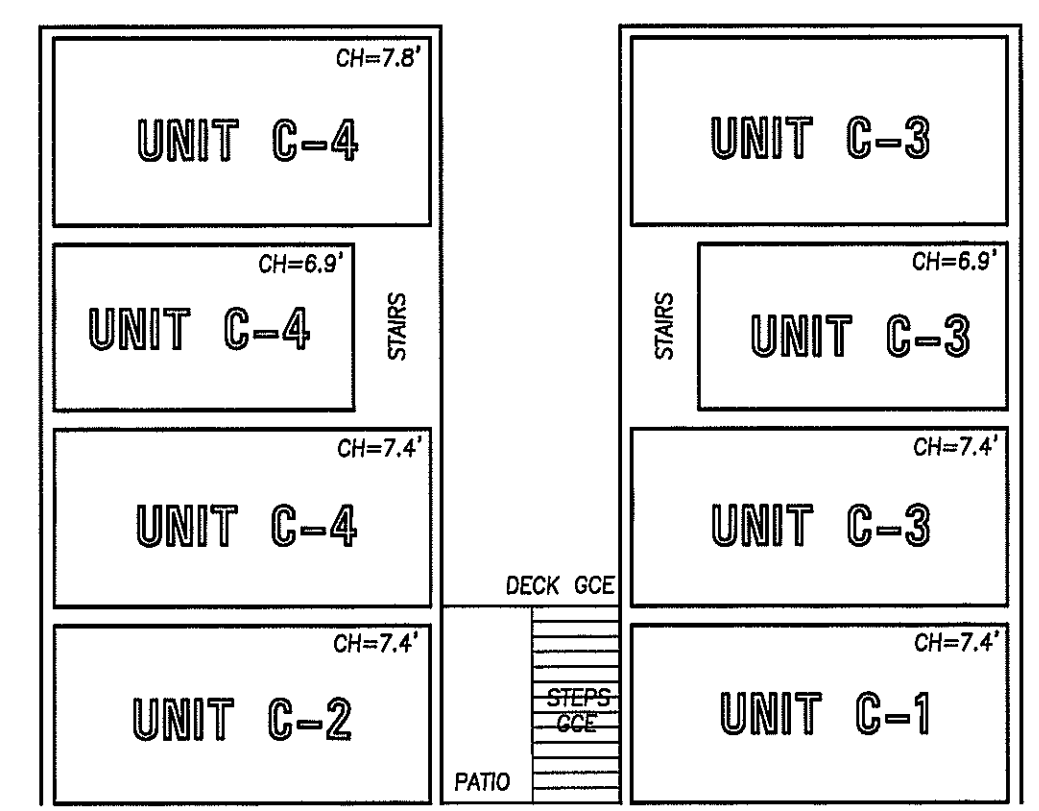 CH=7.8'
UNIT C-4
UNIT C-3
CH=6.9'
UNIT C-4
STAIRS
STAIRS
CH=6.9'
UNIT C-3
CH=7.4'
UNIT C-4
CH=7.4'
UNIT C-3
DECK GCE
CH=7.4'
UNIT C-2
STEPS
GCE
PATIO
CH=7.4'
UNIT C-1